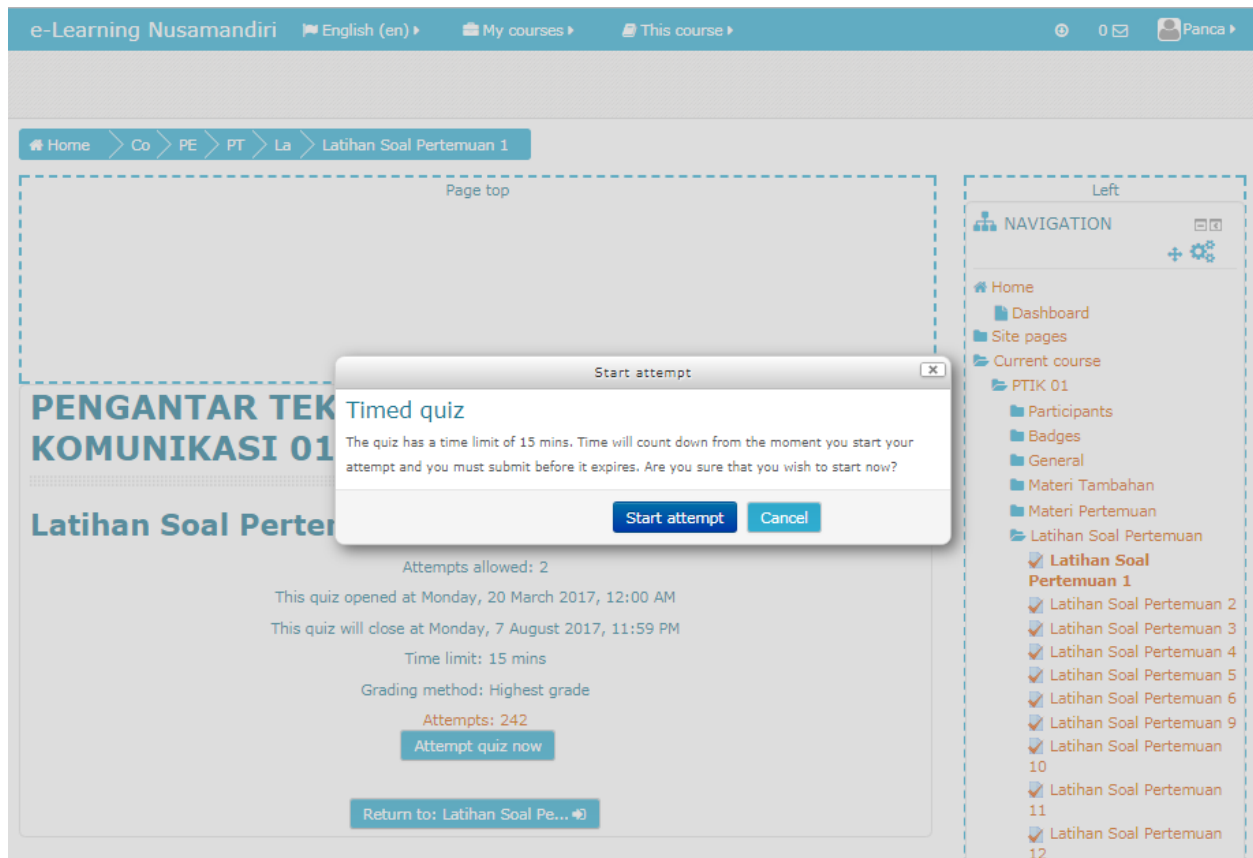 e-Learning Nusamandiri English (en) My courses This course 0 Panca
Home Co PE PT La Latihan Soal Pertemuan 1
Page top
PENGANTAR TEK
KOMUNIKASI 01
Latihan Soal Perte
Start attempt
x
Timed quiz
The quiz has a time limit of 15 mins. Time will count down from the moment you start your
attempt and you must submit before it expires. Are you sure that you wish to start now?
Start attempt Cancel
Attempts allowed: 2
This quiz opened at Monday, 20 March 2017, 12:00 AM
This quiz will close at Monday, 7 August 2017, 11:59 PM
Time limit: 15 mins
Grading method: Highest grade
Attempts: 242
Attempt quiz now
Return to: Latihan Soal Pe...
Left
NAVIGATION
Home
Dashboard
Site pages
Current course
PTIK 01
Participants
Badges
General
Materi Tambahan
Materi Pertemuan
Latihan Soal Pertemuan
Latihan Soal
Pertemuan 1
Latihan Soal Pertemuan 2
Latihan Soal Pertemuan 3
Latihan Soal Pertemuan 4
Latihan Soal Pertemuan 5
Latihan Soal Pertemuan 6
Latihan Soal Pertemuan 9
Latihan Soal Pertemuan
10
Latihan Soal Pertemuan
11
Latihan Soal Pertemuan
12